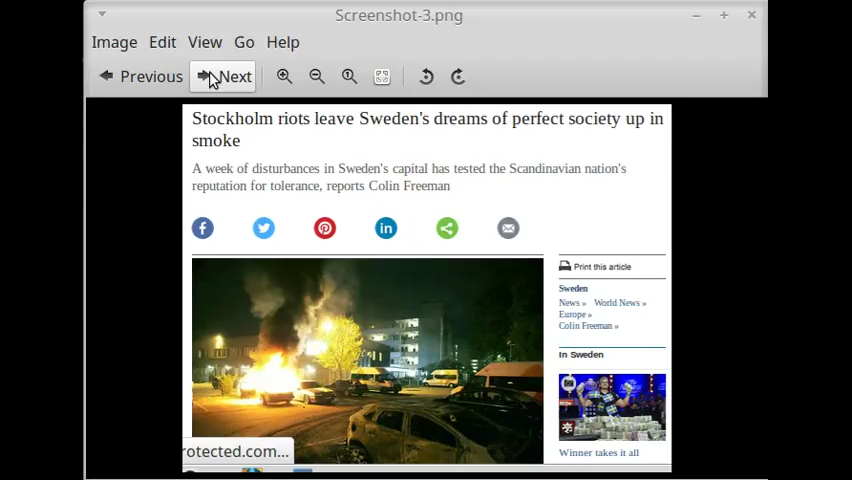 Screenshot-3.png
Image Edit View Go Help
Previous Next
Stockholm riots leave Sweden's dreams of perfect society up in
smoke
A week of disturbances in Sweden's capital has tested the Scandinavian nation's
reputation for tolerance, reports Colin Freeman
Print this article
Sweden
News » World News »
Europe »
Colin Freeman »
In Sweden
Winner takes it all
rotected.com...